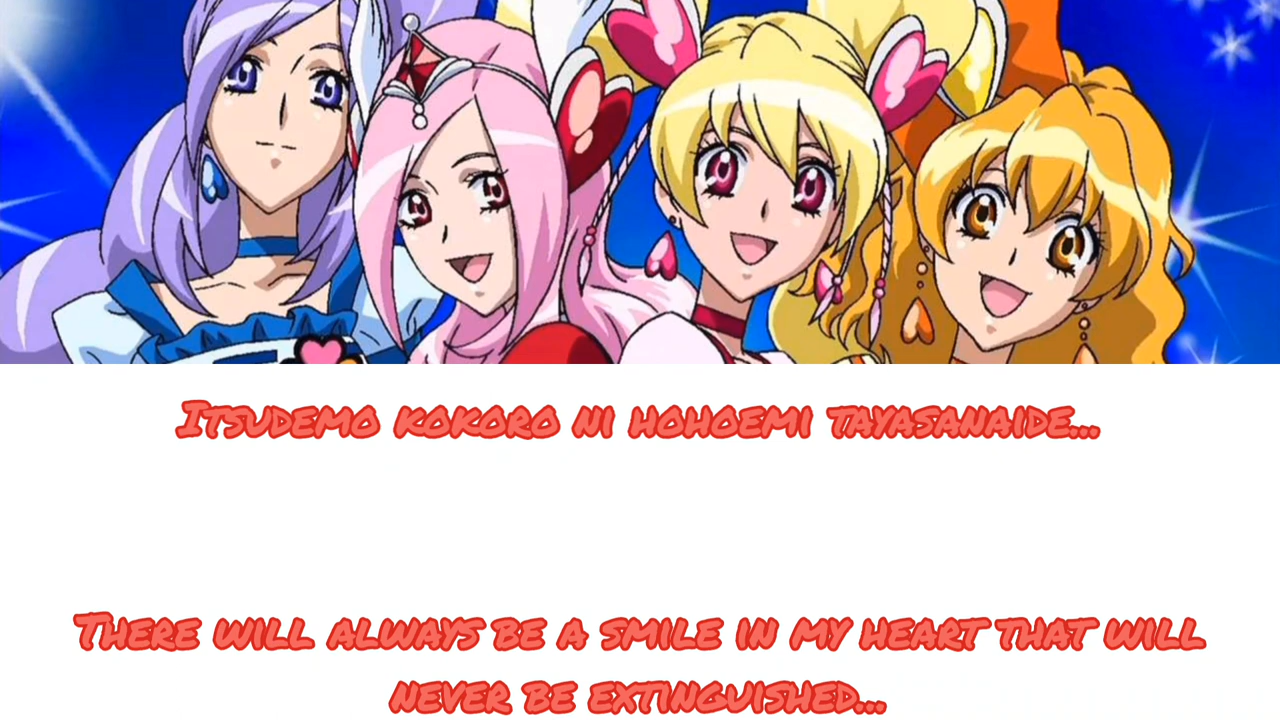 Itsudemo kokoro ni hohoemi tayasanaide...
There will always be a smile in my heart that will
never be extinguished...